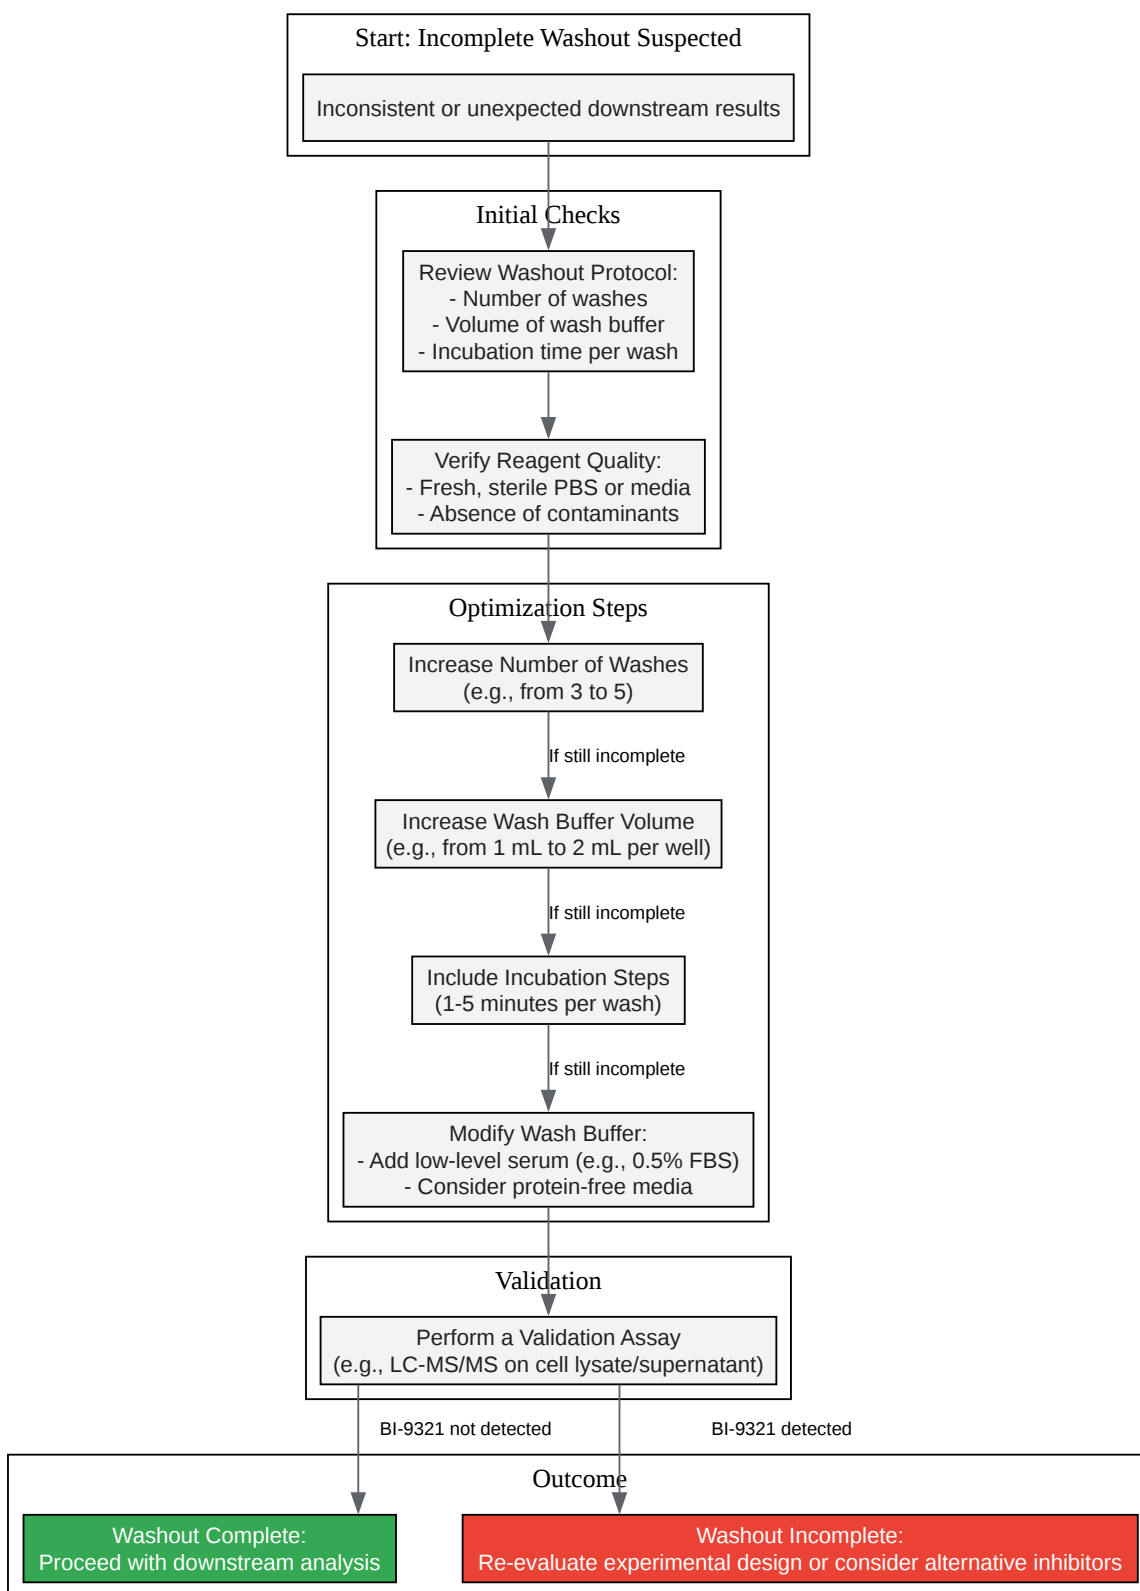 Start: Incomplete Washout Suspected
Inconsistent or unexpected downstream results
Initial Checks
Review Washout Protocol:
- Number of washes
- Volume of wash buffer
- Incubation time per wash
Verify Reagent Quality:
- Fresh, sterile PBS or media
- Absence of contaminants
Optimization Steps
Increase Number of Washes
(e.g., from 3 to 5)
If still incomplete
Increase Wash Buffer Volume
(e.g., from 1 mL to 2 mL per well)
If still incomplete
Include Incubation Steps
(1-5 minutes per wash)
If still incomplete
Modify Wash Buffer:
- Add low-level serum (e.g., 0.5% FBS)
- Consider protein-free media
Validation
Perform a Validation Assay
(e.g., LC-MS/MS on cell lysate/supernatant)
BI-9321 not detected
BI-9321 detected
Outcome
Washout Complete:
Proceed with downstream analysis
Washout Incomplete:
Re-evaluate experimental design or consider alternative inhibitors